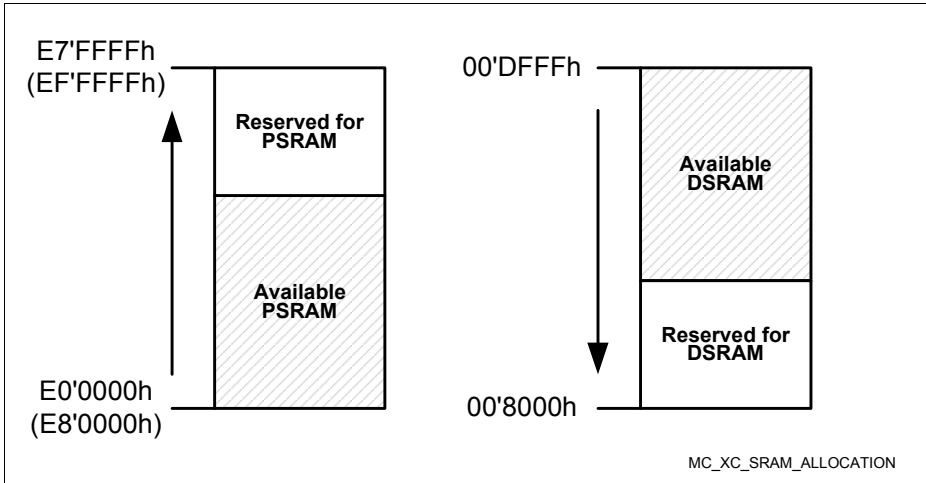 E7'FFFFh
(EF'FFFFh)
Reserved for
PSRAM
Available
PSRAM
E0'0000h
(E8'0000h)
00'DFFFh
Available
DSRAM
Reserved for
DSRAM
00'8000h
MC_XC_SRAM_ALLOCATION